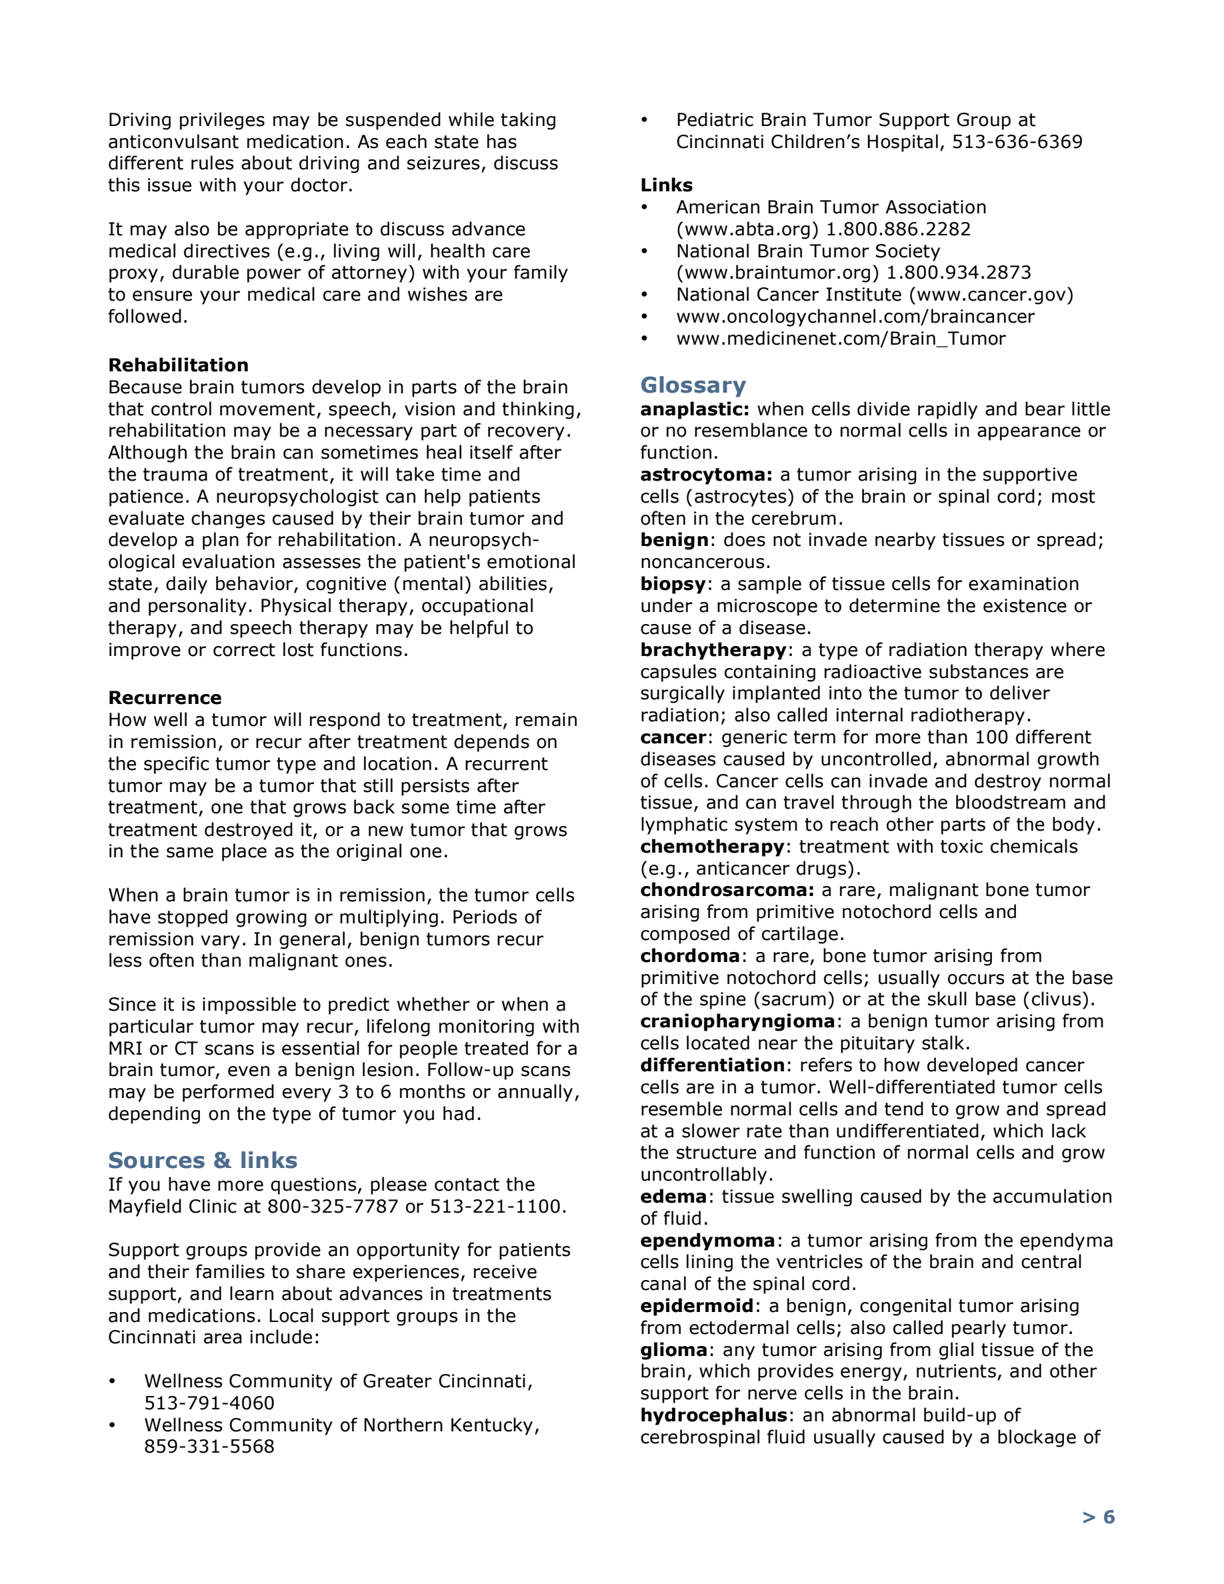 Driving privileges may be suspended while taking
anticonvulsant medication. As each state has
different rules about driving and seizures, discuss
this issue with your doctor.
It may also be appropriate to discuss advance
medical directives (e.g., living will, health care
proxy, durable power of attorney) with your family
to ensure your medical care and wishes are
followed.
Rehabilitation
Because brain tumors develop in parts of the brain
that control movement, speech, vision and thinking,
rehabilitation may be a necessary part of recovery.
Although the brain can sometimes heal itself after
the trauma of treatment, it will take time and
patience. A neuropsychologist can help patients
evaluate changes caused by their brain tumor and
develop a plan for rehabilitation. A neuropsych-
ological evaluation assesses the patient's emotional
state, daily behavior, cognitive (mental) abilities,
and personality. Physical therapy, occupational
therapy, and speech therapy may be helpful to
improve or correct lost functions.
Recurrence
How well a tumor will respond to treatment, remain
in remission, or recur after treatment depends on
the specific tumor type and location. A recurrent
tumor may be a tumor that still persists after
treatment, one that grows back some time after
treatment destroyed it, or a new tumor that grows
in the same place as the original one.
When a brain tumor is in remission, the tumor cells
have stopped growing or multiplying. Periods of
remission vary. In general, benign tumors recur
less often than malignant ones.
Since it is impossible to predict whether or when a
particular tumor may recur, lifelong monitoring with
MRI or CT scans is essential for people treated for a
brain tumor, even a benign lesion. Follow-up scans
may be performed every 3 to 6 months or annually,
depending on the type of tumor you had.
Sources & links
If you have more questions, please contact the
Mayfield Clinic at 800-325-7787 or 513-221-1100.
Support groups provide an opportunity for patients
and their families to share experiences, receive
support, and learn about advances in treatments
and medications. Local support groups in the
Cincinnati area include:
• Wellness Community of Greater Cincinnati,
513-791-4060
• Wellness Community of Northern Kentucky,
859-331-5568
• Pediatric Brain Tumor Support Group at
Cincinnati Children’s Hospital, 513-636-6369
Links
• American Brain Tumor Association
(www.abta.org) 1.800.886.2282
• National Brain Tumor Society
(www.braintumor.org) 1.800.934.2873
• National Cancer Institute (www.cancer.gov)
• www.oncologychannel.com/braincancer
• www.medicinenet.com/Brain_Tumor
Glossary
anaplastic: when cells divide rapidly and bear little
or no resemblance to normal cells in appearance or
function.
astrocytoma: a tumor arising in the supportive
cells (astrocytes) of the brain or spinal cord; most
often in the cerebrum.
benign: does not invade nearby tissues or spread;
noncancerous.
biopsy: a sample of tissue cells for examination
under a microscope to determine the existence or
cause of a disease.
brachytherapy: a type of radiation therapy where
capsules containing radioactive substances are
surgically implanted into the tumor to deliver
radiation; also called internal radiotherapy.
cancer: generic term for more than 100 different
diseases caused by uncontrolled, abnormal growth
of cells. Cancer cells can invade and destroy normal
tissue, and can travel through the bloodstream and
lymphatic system to reach other parts of the body.
chemotherapy: treatment with toxic chemicals
(e.g., anticancer drugs).
chondrosarcoma: a rare, malignant bone tumor
arising from primitive notochord cells and
composed of cartilage.
chordoma: a rare, bone tumor arising from
primitive notochord cells; usually occurs at the base
of the spine (sacrum) or at the skull base (clivus).
craniopharyngioma: a benign tumor arising from
cells located near the pituitary stalk.
differentiation: refers to how developed cancer
cells are in a tumor. Well-differentiated tumor cells
resemble normal cells and tend to grow and spread
at a slower rate than undifferentiated, which lack
the structure and function of normal cells and grow
uncontrollably.
edema: tissue swelling caused by the accumulation
of fluid.
ependymoma: a tumor arising from the ependyma
cells lining the ventricles of the brain and central
canal of the spinal cord.
epidermoid: a benign, congenital tumor arising
from ectodermal cells; also called pearly tumor.
glioma: any tumor arising from glial tissue of the
brain, which provides energy, nutrients, and other
support for nerve cells in the brain.
hydrocephalus: an abnormal build-up of
cerebrospinal fluid usually caused by a blockage of
> 6